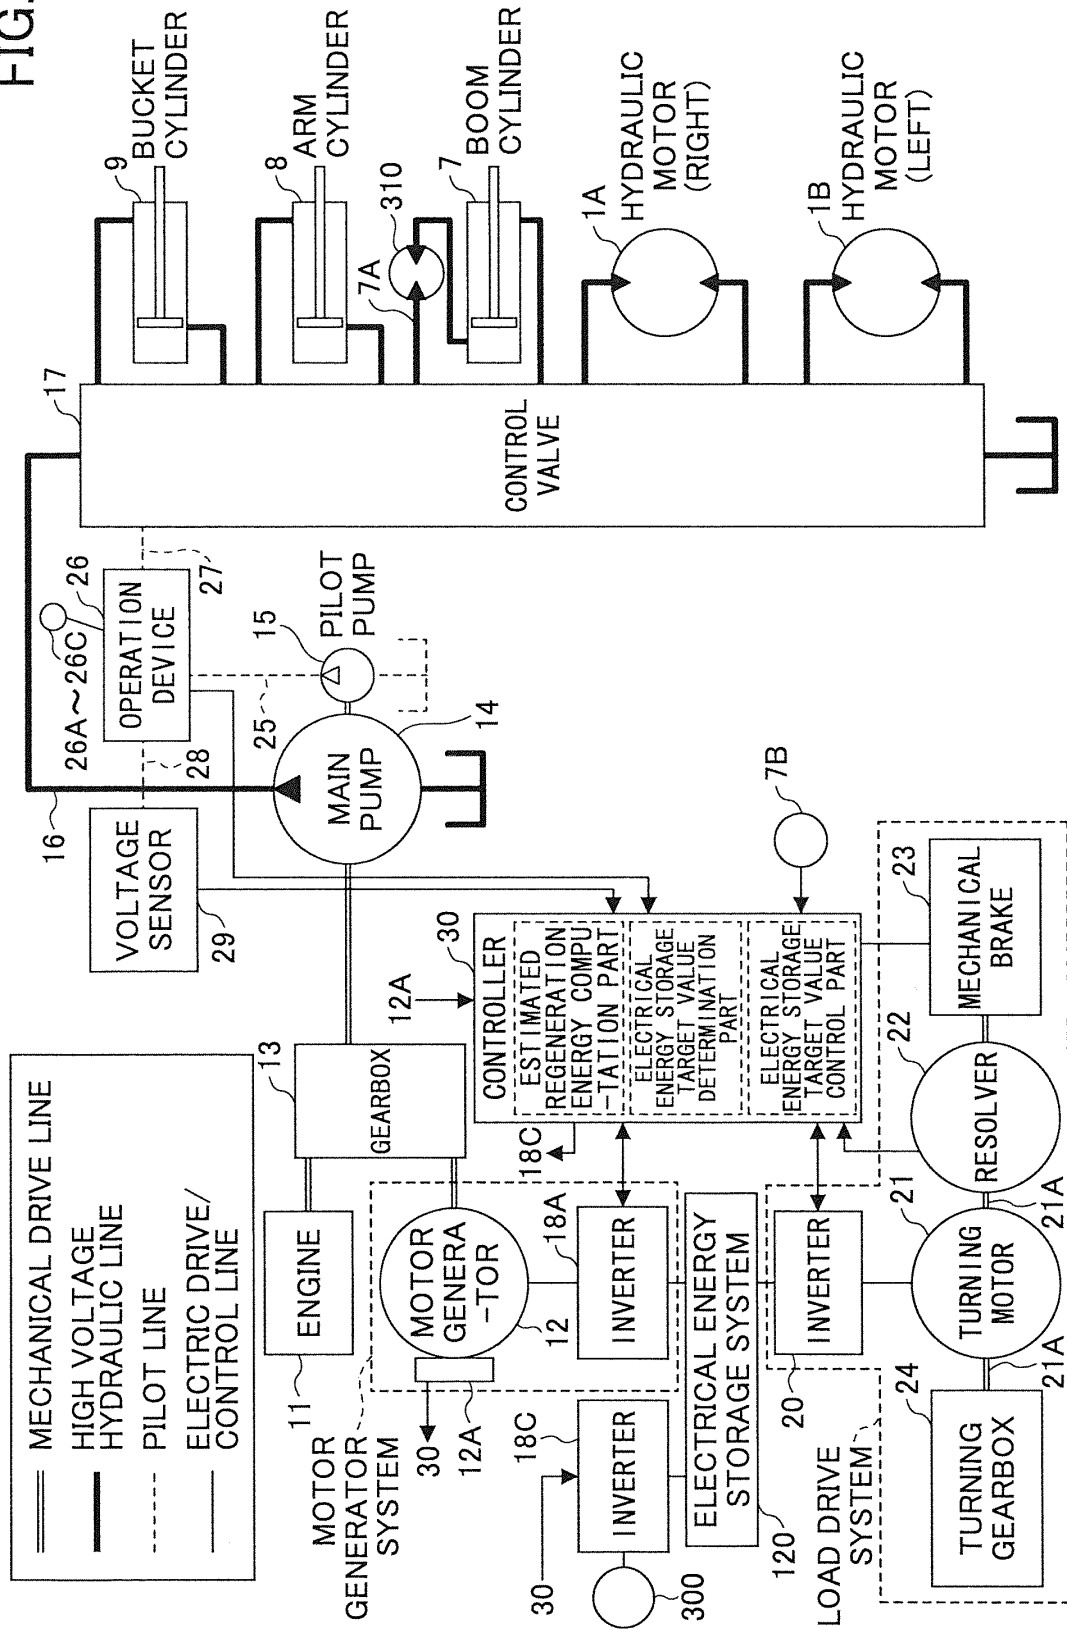 FIG.
MECHANICAL DRIVE LINE
HIGH VOLTAGE
HYDRAULIC LINE
PILOT LINE
ELECTRIC DRIVE/
CONTROL LINE
9
BUCKET
CYLINDER
8
ARM
CYLINDER
310
7A
7
BOOM
CYLINDER
1A
HYDRAULIC
MOTOR
(RIGHT)
1B
HYDRAULIC
MOTOR
(LEFT)
17
CONTROL
VALVE
26A～26C
26
OPERATION
DEVICE
27
28
16
VOLTAGE
SENSOR
29
25
15
PILOT
PUMP
MAIN
PUMP
14
13
GEARBOX
ENGINE
11
MOTOR
GENERATOR
SYSTEM
MOTOR
GENERA
-TOR
12
12A
30
18A
INVERTER
18C
INVERTER
30
300
ELECTRICAL ENERGY
STORAGE SYSTEM
120
12A
30
CONTROLLER
ESTIMATED
REGENERATION
ENERGY COMPU
-TATION PART
ELECTRICAL
ENERGY STORAGE
TARGET VALUE
DETERMINATION
PART
ELECTRICAL
ENERGY STORAGE
TARGET VALUE
CONTROL PART
18C
7B
LOAD DRIVE
SYSTEM
20
INVERTER
21
TURNING
MOTOR
21A
21A
22
RESOLVER
23
MECHANICAL
BRAKE
24
TURNING
GEARBOX